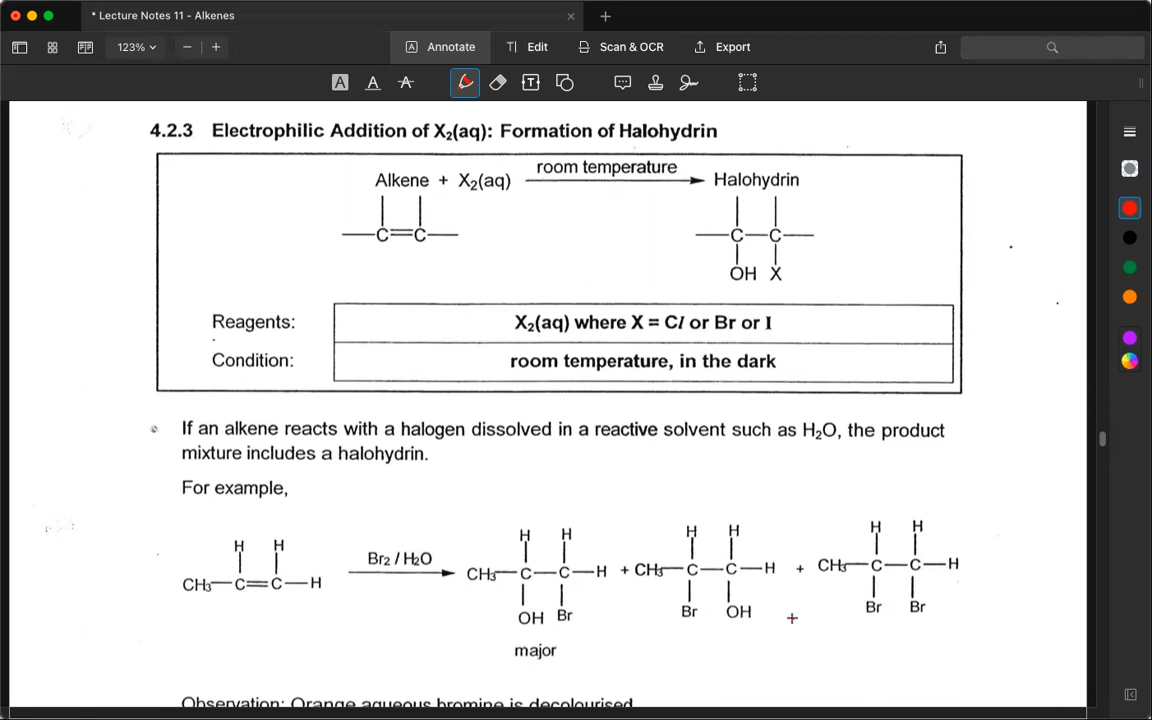 * Lecture Notes 11 - Alkenes
123%
Annotate
Edit
Scan & OCR
Export
4.2.3 Electrophilic Addition of X₂(aq): Formation of Halohydrin
Alkene + X₂(aq) room temperature Halohydrin
C=C
C—C
OH X
Reagents: X₂(aq) where X = Cl or Br or I
Condition: room temperature, in the dark
If an alkene reacts with a halogen dissolved in a reactive solvent such as H₂O, the product
mixture includes a halohydrin.
For example,
H H
CH₃—C=C—H
Br₂ / H₂O
H H
CH₃—C—C—H
OH Br
major
+
H H
CH₃—C—C—H
Br OH
+
H H
CH₃—C—C—H
Br Br
Observation: Orange aqueous bromine is decolourised